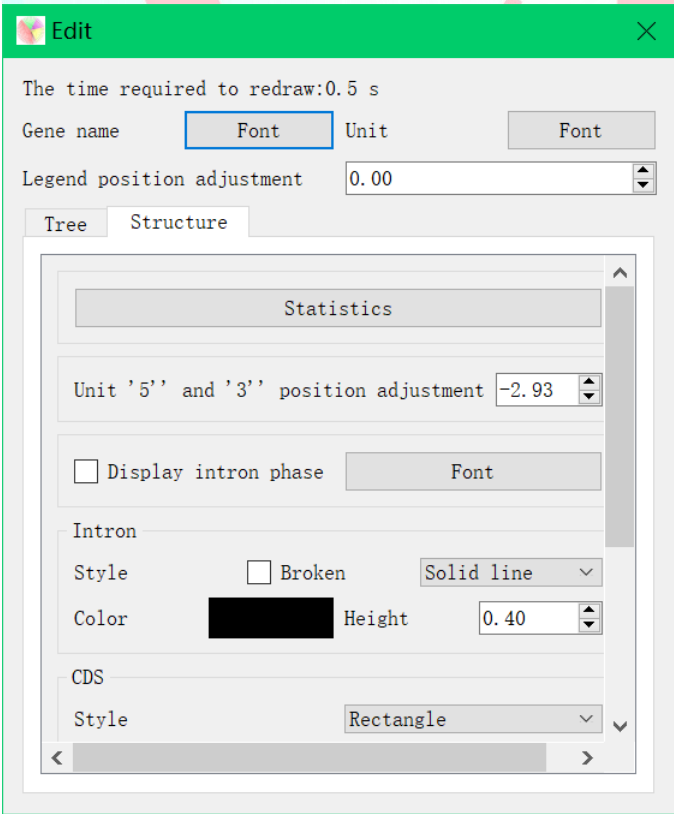 Edit
The time required to redraw:0.5 s
Gene name Font Unit Font
Legend position adjustment 0.00
Tree Structure
Statistics
Unit '5'' and '3'' position adjustment -2.93
Display intron phase Font
Intron
Style Broken Solid line
Color Height 0.40
CDS
Style Rectangle